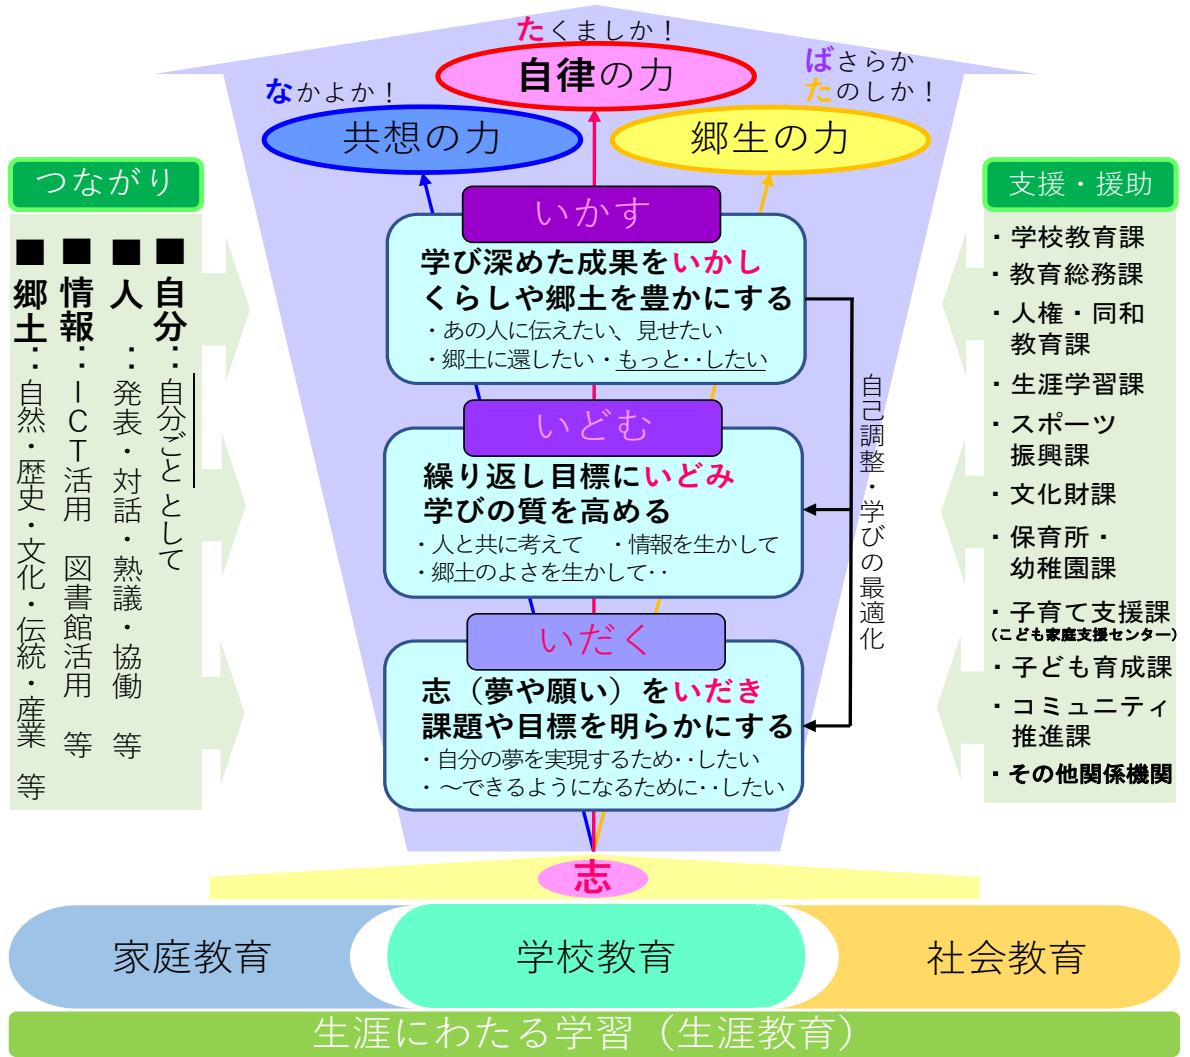 たくましか！
自律の力
なかよか！
共想の力
ばさらか
たのしか！
郷生の力
つながり
■自分：自分ごととして
■人　：発表・対話・熟議・協働　等
■情報：ＩＣＴ活用　図書館活用　等
■郷土：自然・歴史・文化・伝統・産業　等
いかす
学び深めた成果をいかし
くらしや郷土を豊かにする
・あの人に伝えたい、見せたい
・郷土に還したい・もっと‥したい
いどむ
繰り返し目標にいどみ
学びの質を高める
・人と共に考えて　・情報を生かして
・郷土のよさを生かして‥
いだく
志（夢や願い）をいだき
課題や目標を明らかにする
・自分の夢を実現するため‥したい
・～できるようになるために‥したい
自己調整・学びの最適化
支援・援助
・学校教育課
・教育総務課
・人権・同和
教育課
・生涯学習課
・スポーツ
振興課
・文化財課
・保育所・
幼稚園課
・子育て支援課
（こども家庭支援センター）
・子ども育成課
・コミュニティ
推進課
・その他関係機関
志
家庭教育
学校教育
社会教育
生涯にわたる学習（生涯教育）